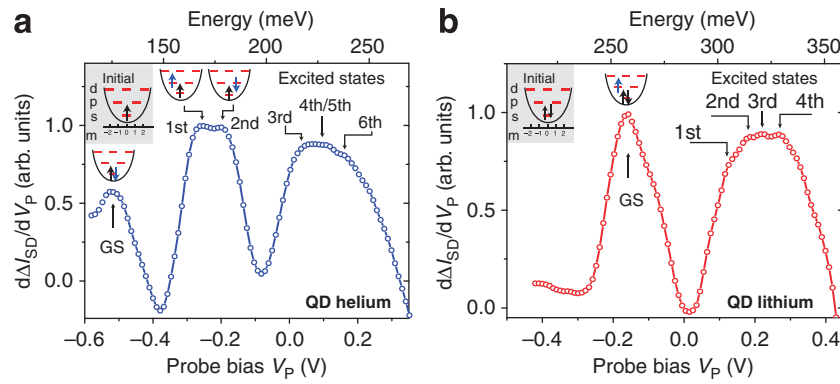 a
Energy (meV)
150 200 250
Initial
d
p
s
m
−2 −1 0 1 2
Excited states
1st
2nd
3rd
4th/5th
6th
GS
QD helium
1.0
0.5
0.0
dΔI_SD/dV_P (arb. units)
−0.6 −0.4 −0.2 0.0 0.2
Probe bias V_P (V)
b
Energy (meV)
200 250 300 350
Initial
d
p
s
m
−2 −1 0 1 2
Excited states
1st
2nd
3rd
4th
GS
QD lithium
1.0
0.5
0.0
dΔI_SD/dV_P (arb. units)
−0.4 −0.2 0.0 0.2 0.4
Probe bias V_P (V)